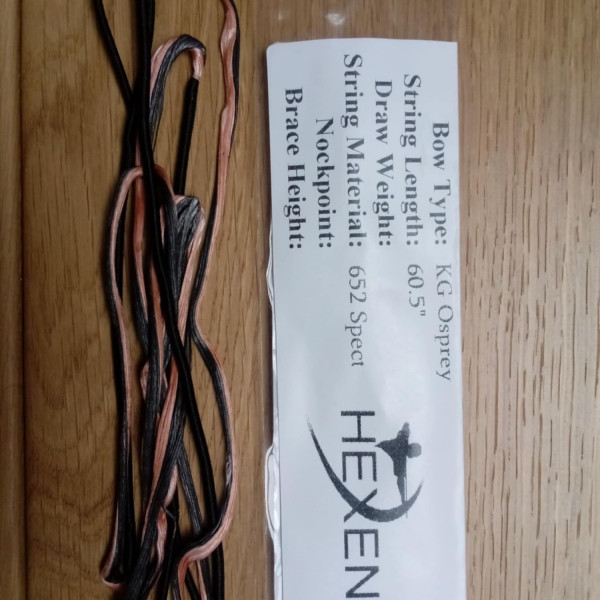 Bow Type: KG Osprey
String Length: 60.5"
Draw Weight:
String Material: 652 Spect
Nockpoint:
Brace Height:
HEXEN